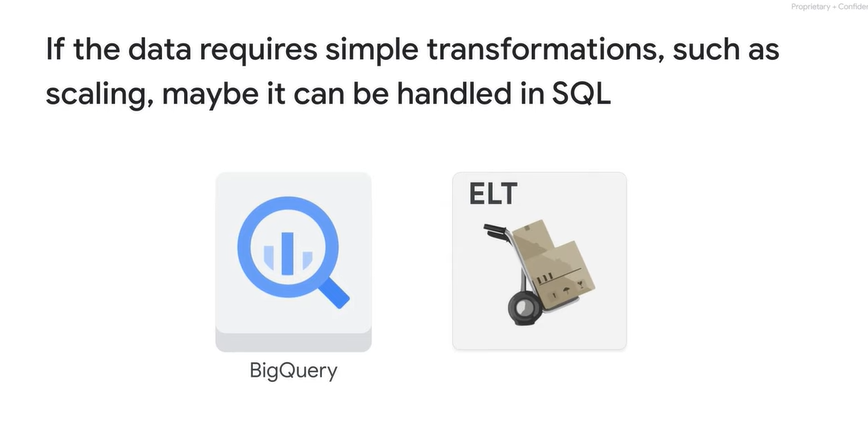 Proprietary + Confiden
If the data requires simple transformations, such as
scaling, maybe it can be handled in SQL
ELT
BigQuery